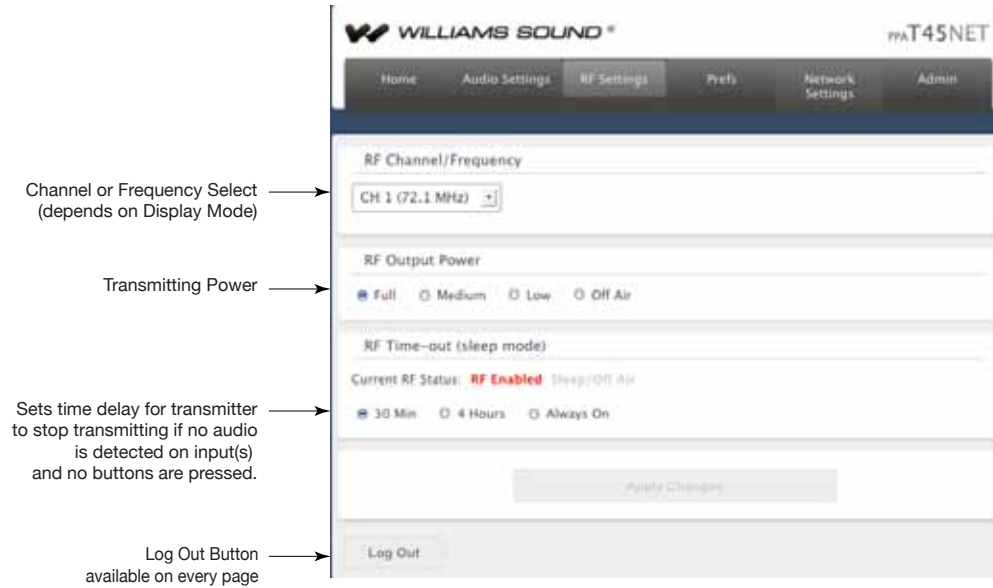 WILLIAMS SOUND®
PPA T45NET
Home
Audio Settings
RF Settings
Prefs
Network
Settings
Admin
RF Channel/Frequency
Channel or Frequency Select
(depends on Display Mode)
CH 1 (72.1 MHz)
RF Output Power
Transmitting Power
Full
Medium
Low
Off Air
RF Time-out (sleep mode)
Current RF Status: RF Enabled Sleep/Off Air
Sets time delay for transmitter
to stop transmitting if no audio
is detected on input(s)
and no buttons are pressed.
30 Min
4 Hours
Always On
Apply Changes
Log Out Button
available on every page
Log Out